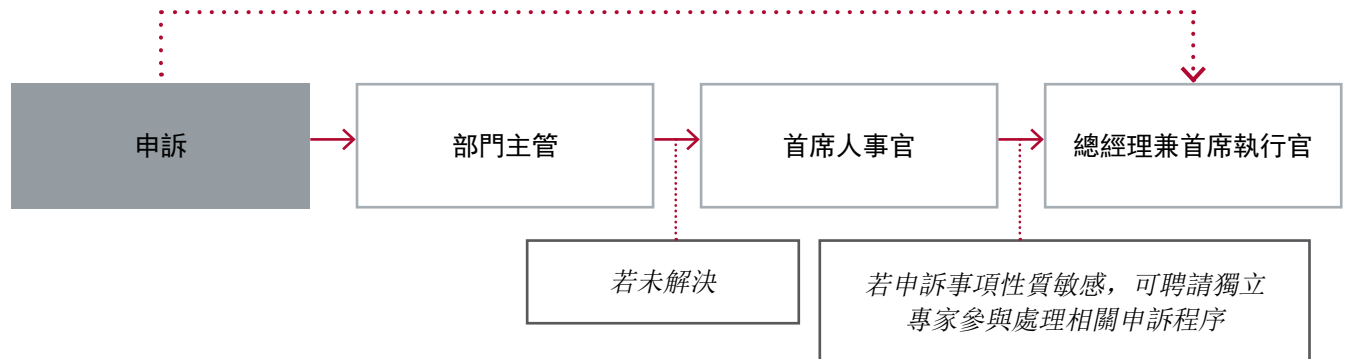 申訴
部門主管
首席人事官
總經理兼首席執行官
若未解決
若申訴事項性質敏感，可聘請獨立
專家參與處理相關申訴程序